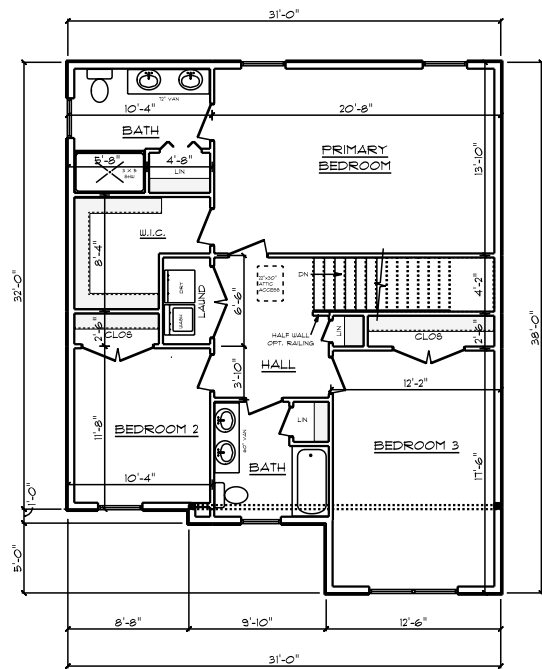 31'-0"
72" VAN
10'-4"
20'-8"
BATH
PRIMARY
BEDROOM
13'-10"
5'-8"
4'-8"
3 X 5
SHW
LIN
W.I.C.
8'-4"
32'-0"
38'-0"
DRY
WASH
LAUND
6'-6"
22"x30"
ATTIC
ACCESS
DN
4'-2"
2'-6"
CLOS
HALF WALL
OPT. RAILING
LIN
CLOS
2'-6"
3'-10"
HALL
12'-2"
11'-8"
BEDROOM 2
60" VAN
LIN
BEDROOM 3
BATH
17'-6"
10'-4"
1'-0"
5'-0"
8'-8"
9'-10"
12'-6"
31'-0"